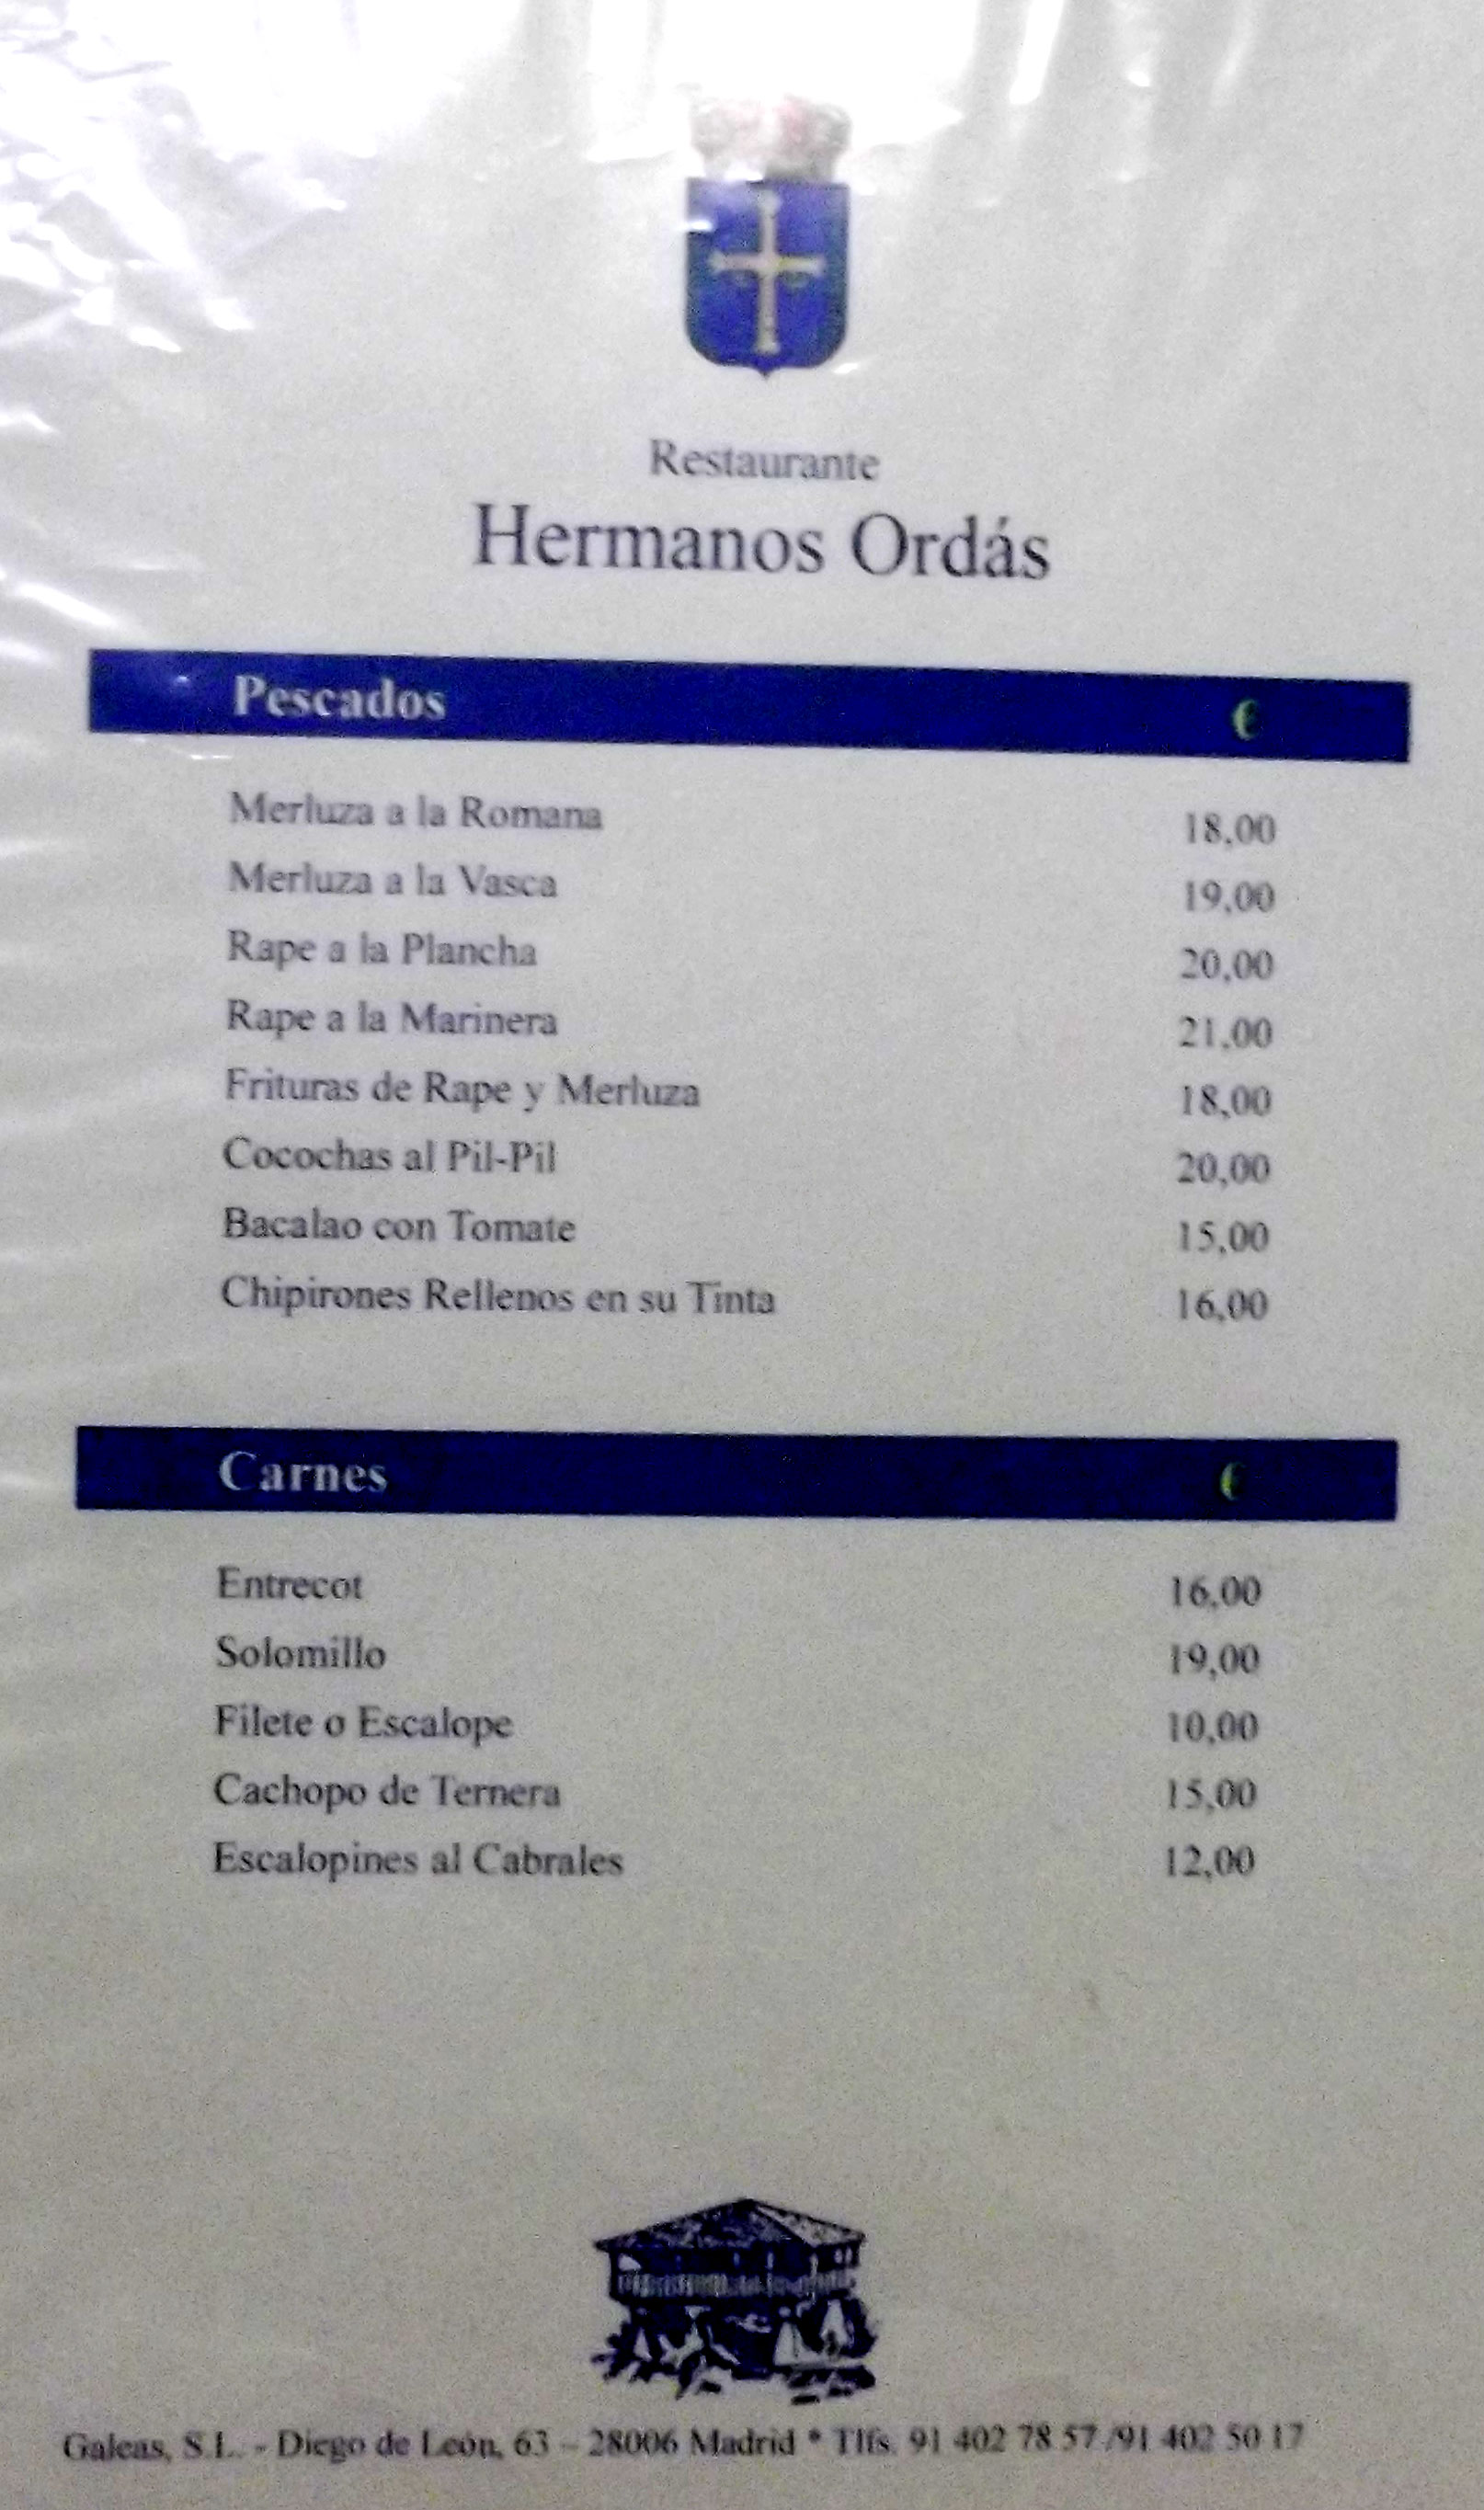 Restaurante
Hermanos Ordás
Pescados €
Merluza a la Romana 18,00
Merluza a la Vasca 19,00
Rape a la Plancha 20,00
Rape a la Marinera 21,00
Frituras de Rape y Merluza 18,00
Cocochas al Pil-Pil 20,00
Bacalao con Tomate 15,00
Chipirones Rellenos en su Tinta 16,00
Carnes €
Entrecot 16,00
Solomillo 19,00
Filete o Escalope 10,00
Cachopo de Ternera 15,00
Escalopines al Cabrales 12,00
Galeas, S.L. - Diego de León, 63 – 28006 Madrid * Tlfs. 91 402 78 57 /91 402 50 17